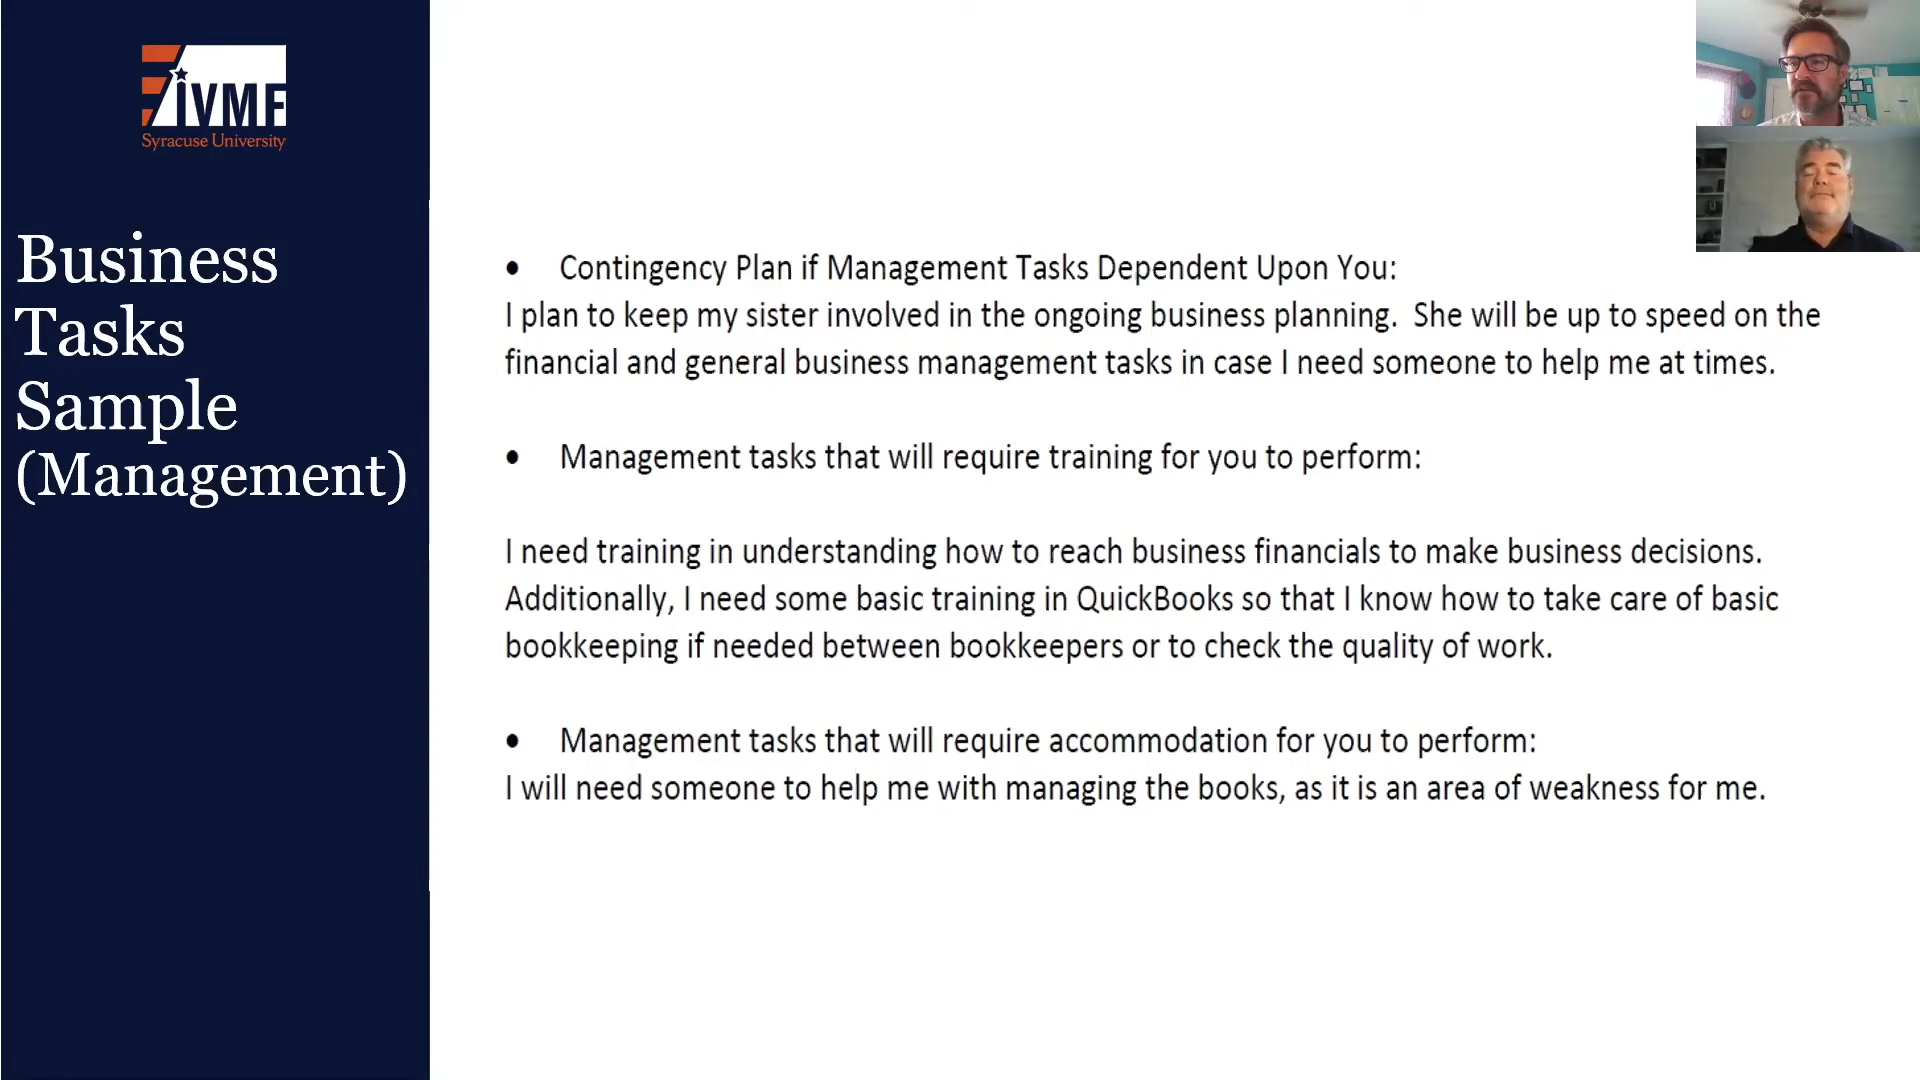 IVMF
Syracuse University
Business
Tasks
Sample
(Management)
• Contingency Plan if Management Tasks Dependent Upon You:
I plan to keep my sister involved in the ongoing business planning.  She will be up to speed on the
financial and general business management tasks in case I need someone to help me at times.
• Management tasks that will require training for you to perform:
I need training in understanding how to reach business financials to make business decisions.
Additionally, I need some basic training in QuickBooks so that I know how to take care of basic
bookkeeping if needed between bookkeepers or to check the quality of work.
• Management tasks that will require accommodation for you to perform:
I will need someone to help me with managing the books, as it is an area of weakness for me.